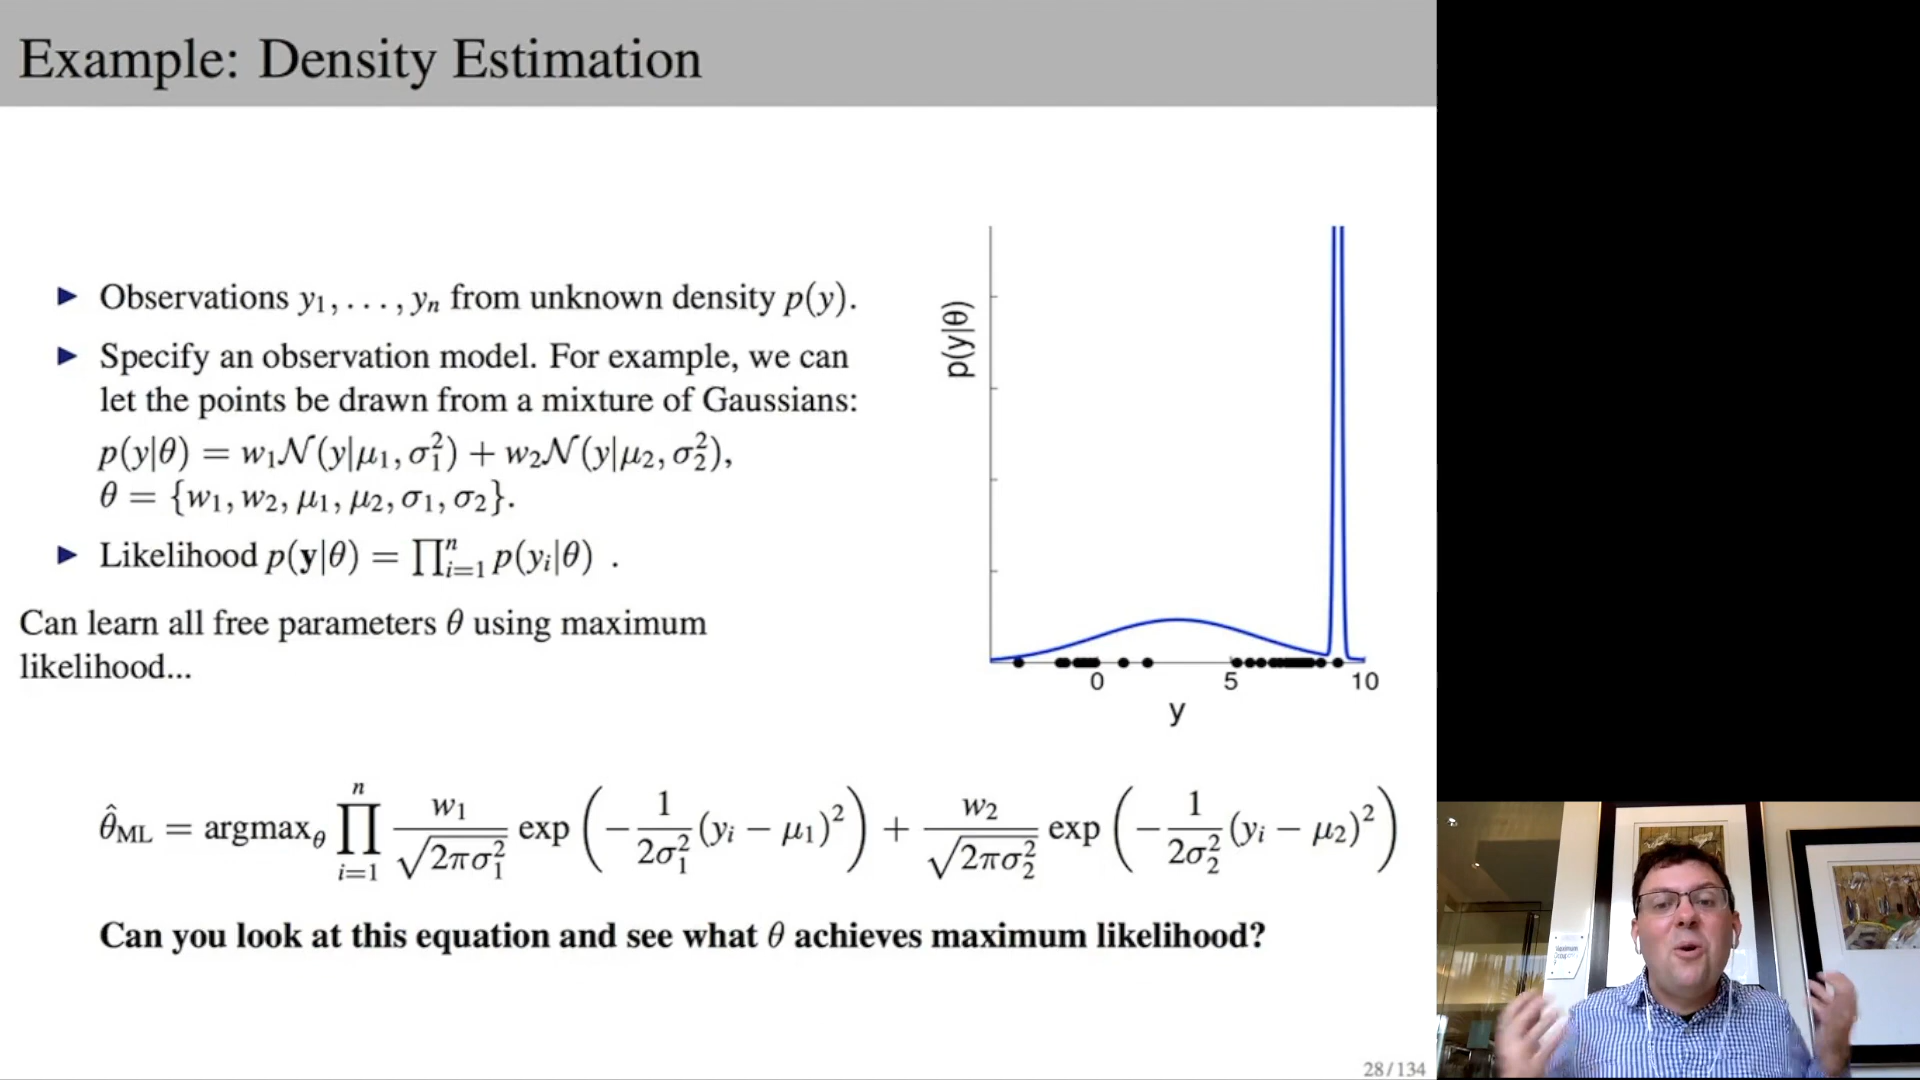 Example: Density Estimation
▶ Observations y₁, . . . , yₙ from unknown density p(y).
▶ Specify an observation model. For example, we can
let the points be drawn from a mixture of Gaussians:
p(y|θ) = w₁𝒩(y|μ₁, σ₁²) + w₂𝒩(y|μ₂, σ₂²),
θ = {w₁, w₂, μ₁, μ₂, σ₁, σ₂}.
▶ Likelihood p(𝐲|θ) = ∏ⁿᵢ₌₁ p(yᵢ|θ) .
Can learn all free parameters θ using maximum
likelihood...
p(y|θ)
0 5 10
y
θ̂_ML = argmax_θ ∏ⁿᵢ₌₁ w₁/√(2πσ₁²) exp(−1/(2σ₁²) (yᵢ − μ₁)²) + w₂/√(2πσ₂²) exp(−1/(2σ₂²) (yᵢ − μ₂)²)
Can you look at this equation and see what θ achieves maximum likelihood?
28 / 134